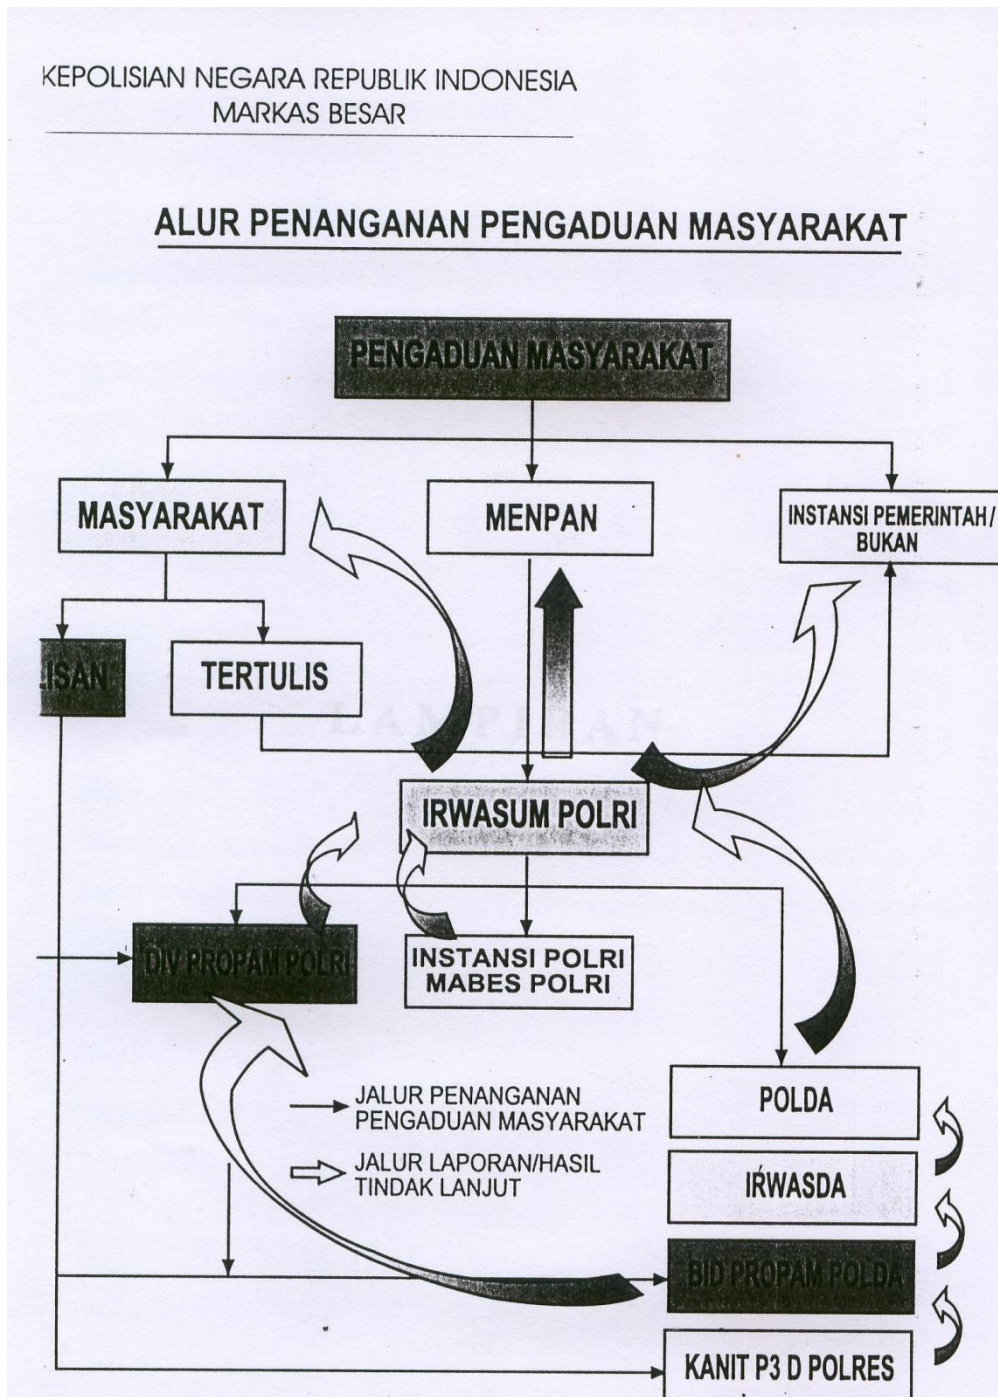 KEPOLISIAN NEGARA REPUBLIK INDONESIA
MARKAS BESAR
ALUR PENANGANAN PENGADUAN MASYARAKAT
PENGADUAN MASYARAKAT
MASYARAKAT
MENPAN
INSTANSI PEMERINTAH /
BUKAN
LISAN
TERTULIS
LAMPIRAN
IRWASUM POLRI
DIV PROPAM POLRI
INSTANSI POLRI
MABES POLRI
JALUR PENANGANAN
PENGADUAN MASYARAKAT
JALUR LAPORAN/HASIL
TINDAK LANJUT
POLDA
IRWASDA
BID PROPAM POLDA
KANIT P3 D POLRES